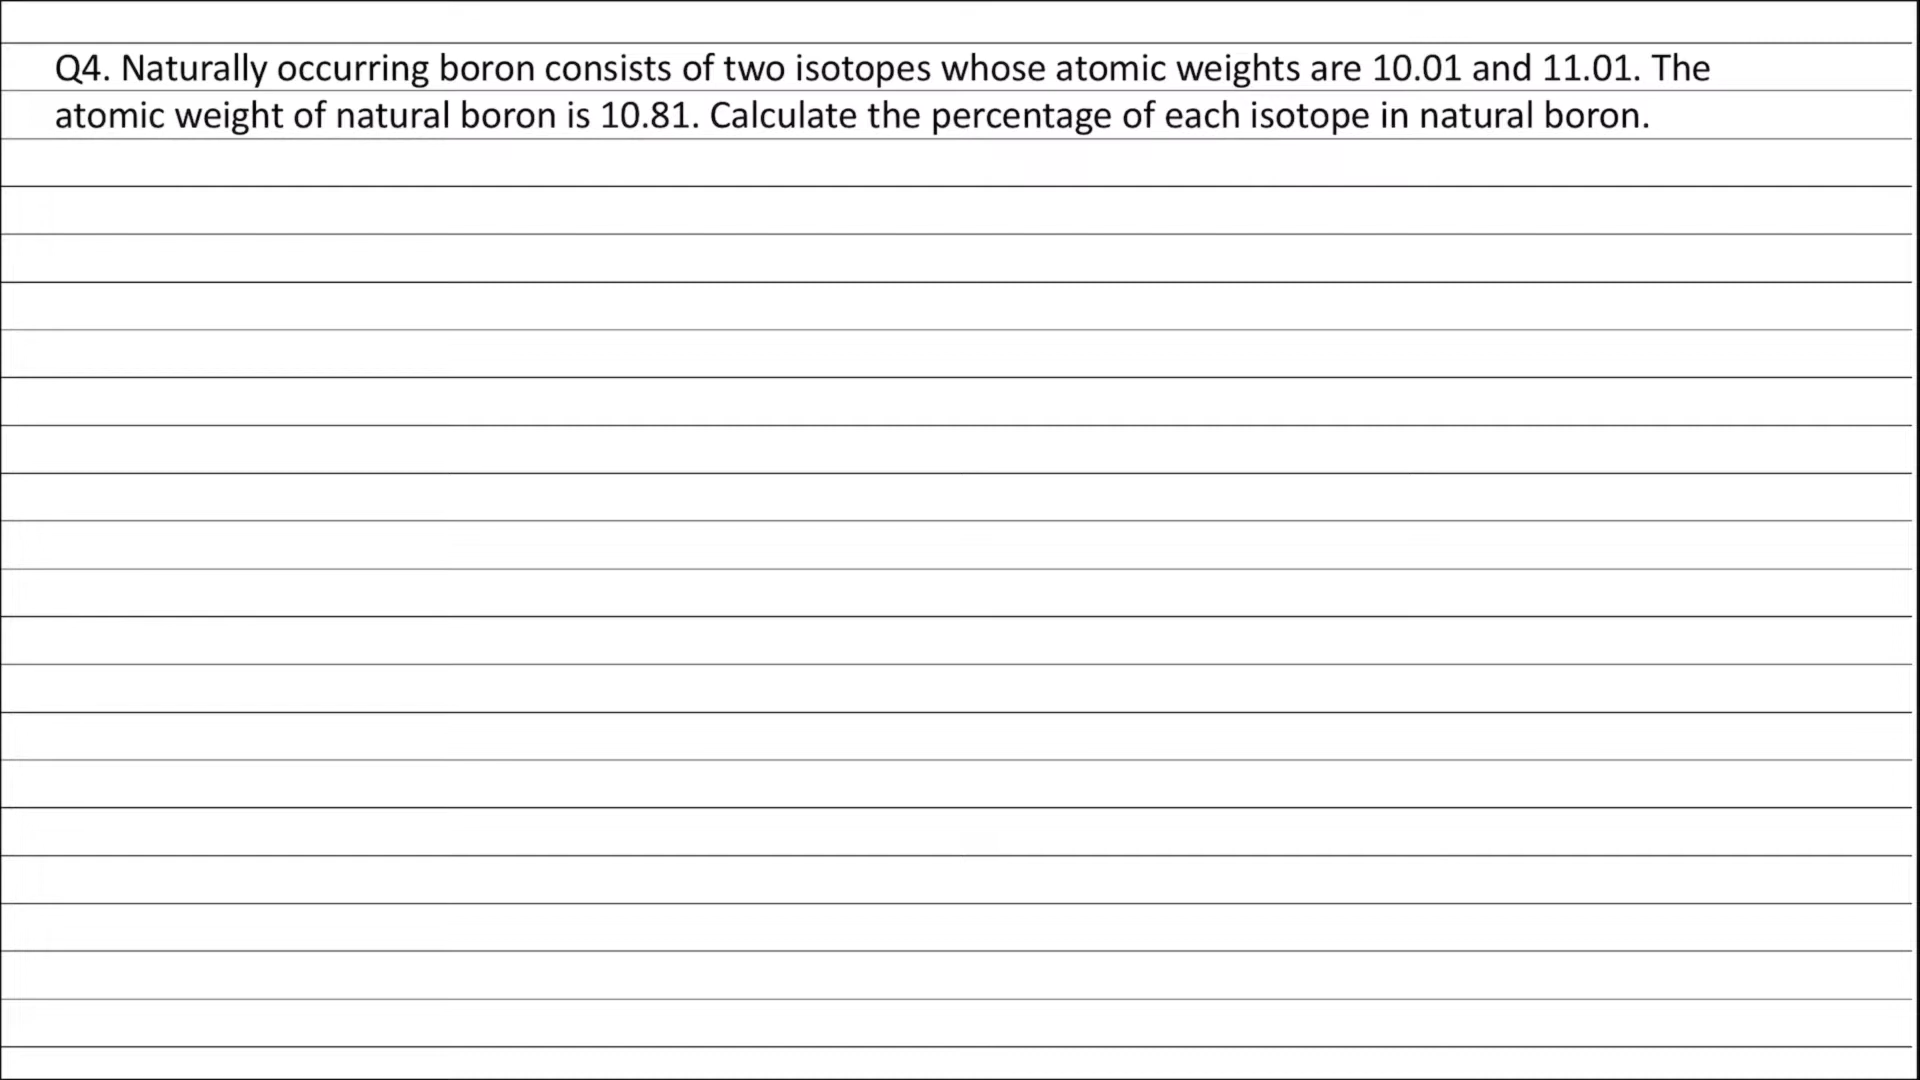 Q4. Naturally occurring boron consists of two isotopes whose atomic weights are 10.01 and 11.01. The
atomic weight of natural boron is 10.81. Calculate the percentage of each isotope in natural boron.